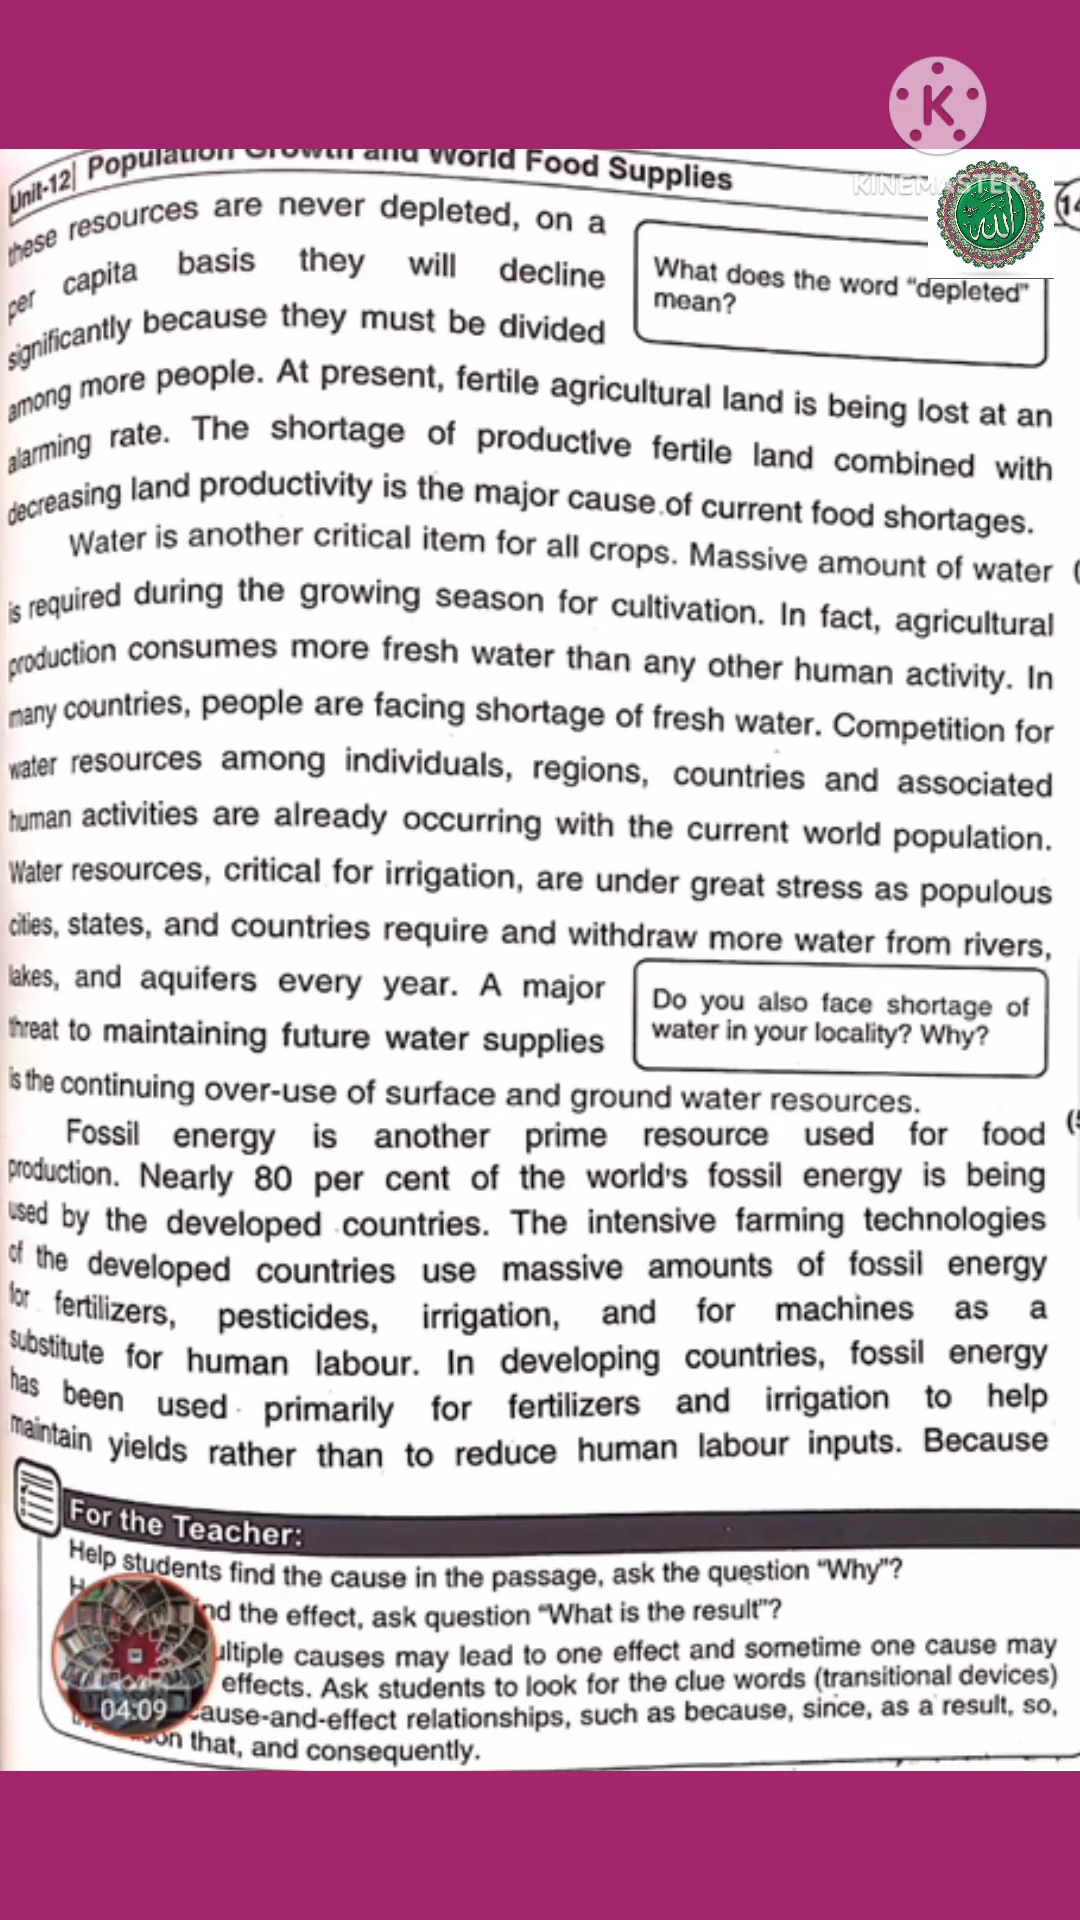 KINEMASTER
Unit-12 Population Growth and World Food Supplies
these resources are never depleted, on a
per capita basis they will decline
significantly because they must be divided
What does the word "depleted"
mean?
among more people. At present, fertile agricultural land is being lost at an
alarming rate. The shortage of productive fertile land combined with
decreasing land productivity is the major cause of current food shortages.
Water is another critical item for all crops. Massive amount of water
is required during the growing season for cultivation. In fact, agricultural
production consumes more fresh water than any other human activity. In
many countries, people are facing shortage of fresh water. Competition for
water resources among individuals, regions, countries and associated
human activities are already occurring with the current world population.
Water resources, critical for irrigation, are under great stress as populous
cities, states, and countries require and withdraw more water from rivers,
lakes, and aquifers every year. A major
threat to maintaining future water supplies
Do you also face shortage of
water in your locality? Why?
is the continuing over-use of surface and ground water resources.
Fossil energy is another prime resource used for food
production. Nearly 80 per cent of the world's fossil energy is being
used by the developed countries. The intensive farming technologies
of the developed countries use massive amounts of fossil energy
for fertilizers, pesticides, irrigation, and for machines as a
substitute for human labour. In developing countries, fossil energy
has been used primarily for fertilizers and irrigation to help
maintain yields rather than to reduce human labour inputs. Because
For the Teacher:
Help students find the cause in the passage, ask the question "Why"?
the effect, ask question "What is the result"?
causes may lead to one effect and sometime one cause may
effects. Ask students to look for the clue words (transitional devices)
cause-and-effect relationships, such as because, since, as a result, so,
that, and consequently.
04:09